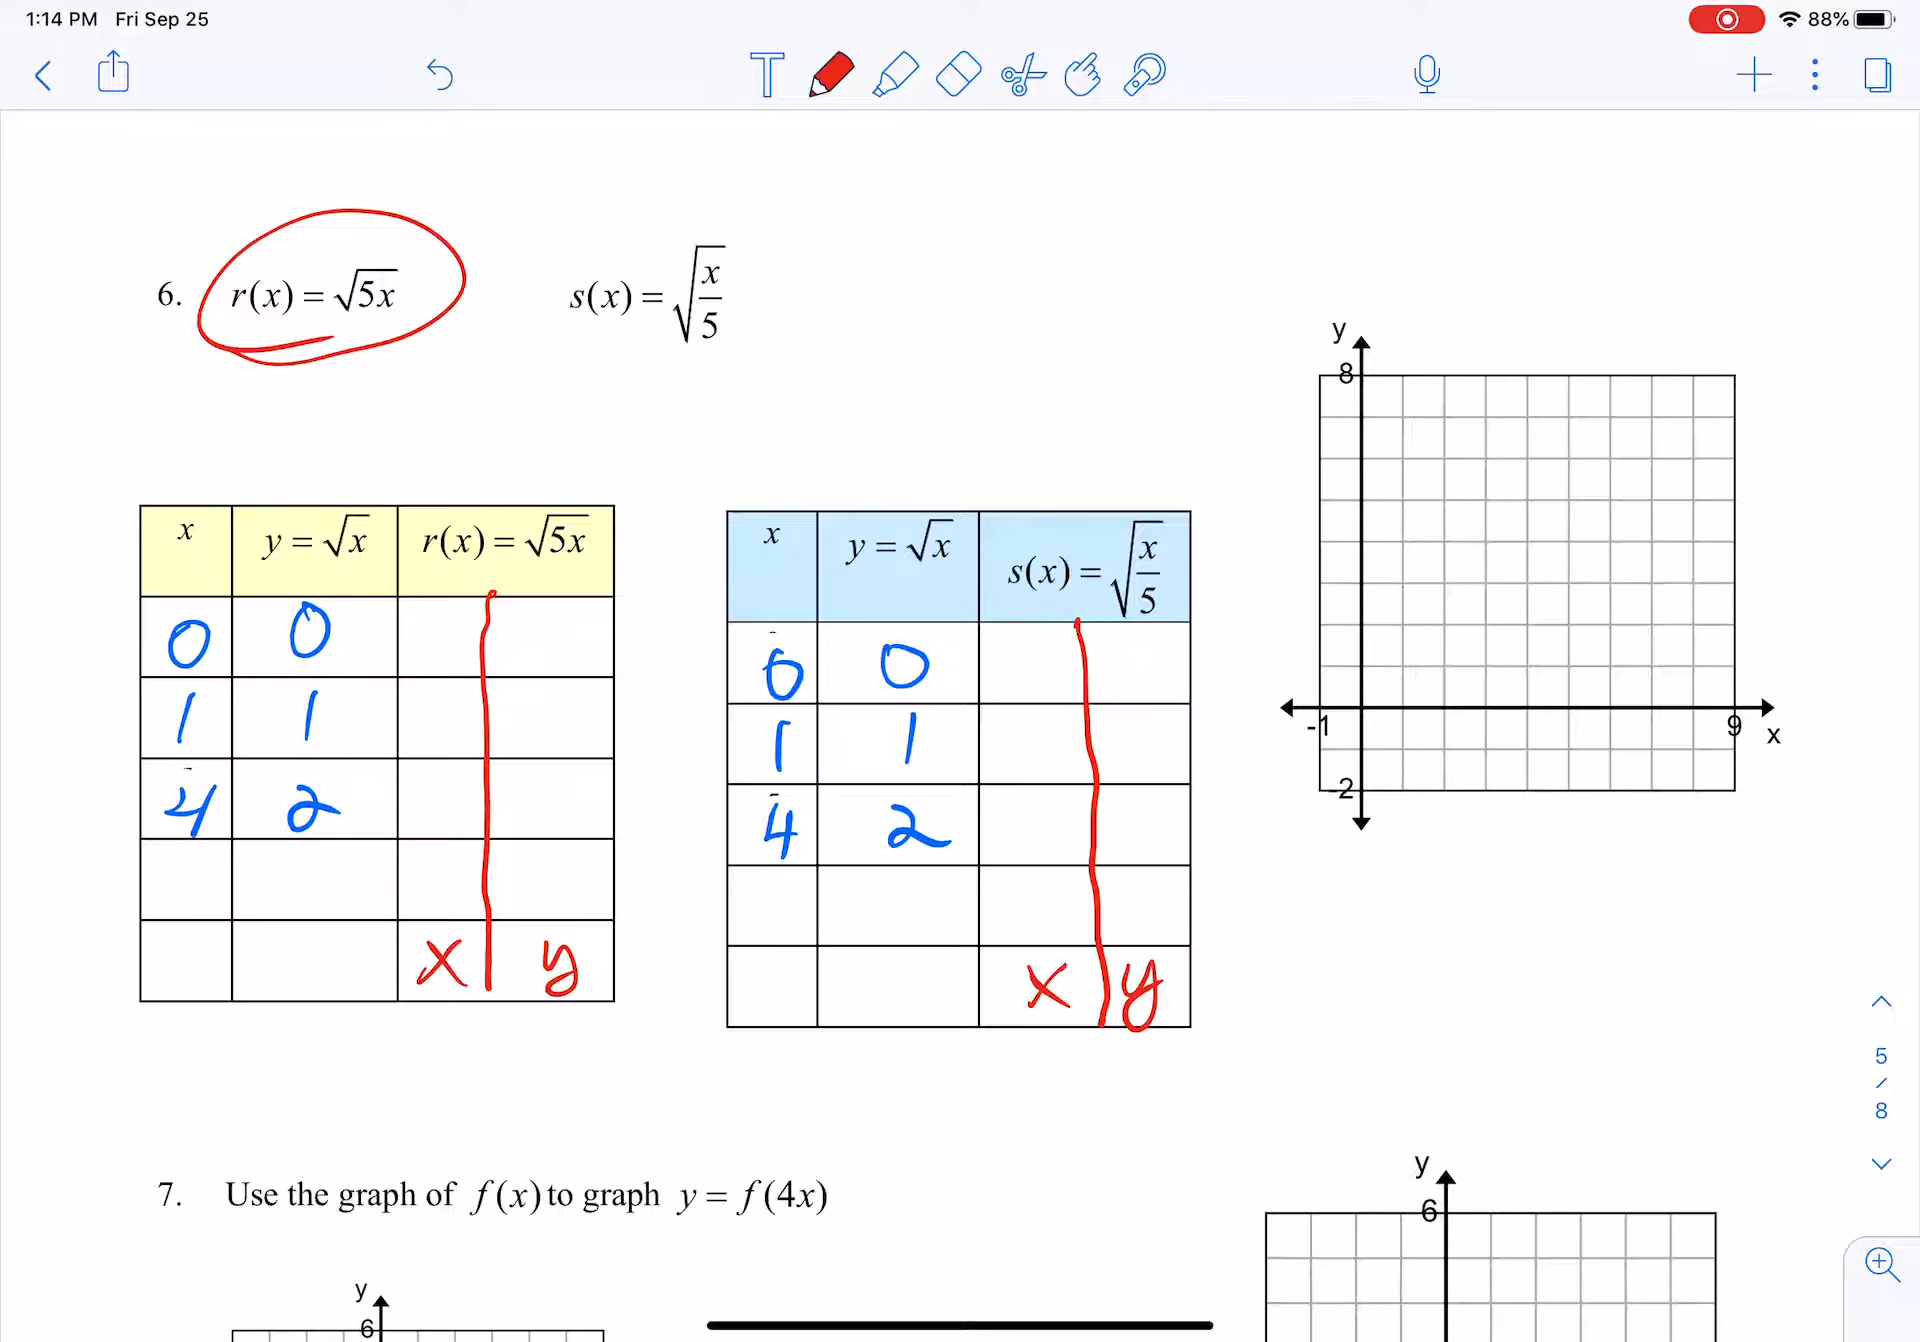 1:14 PM Fri Sep 25
88%
6. r(x) = √5x s(x) = √x/5
y
8
-1
9
x
-2
x y = √x r(x) = √5x
0 0
1 1
4 2
x y
x y = √x s(x) = √x/5
0 0
1 1
4 2
x y
5
/
8
7. Use the graph of f(x) to graph y = f(4x)
y
6
y
6